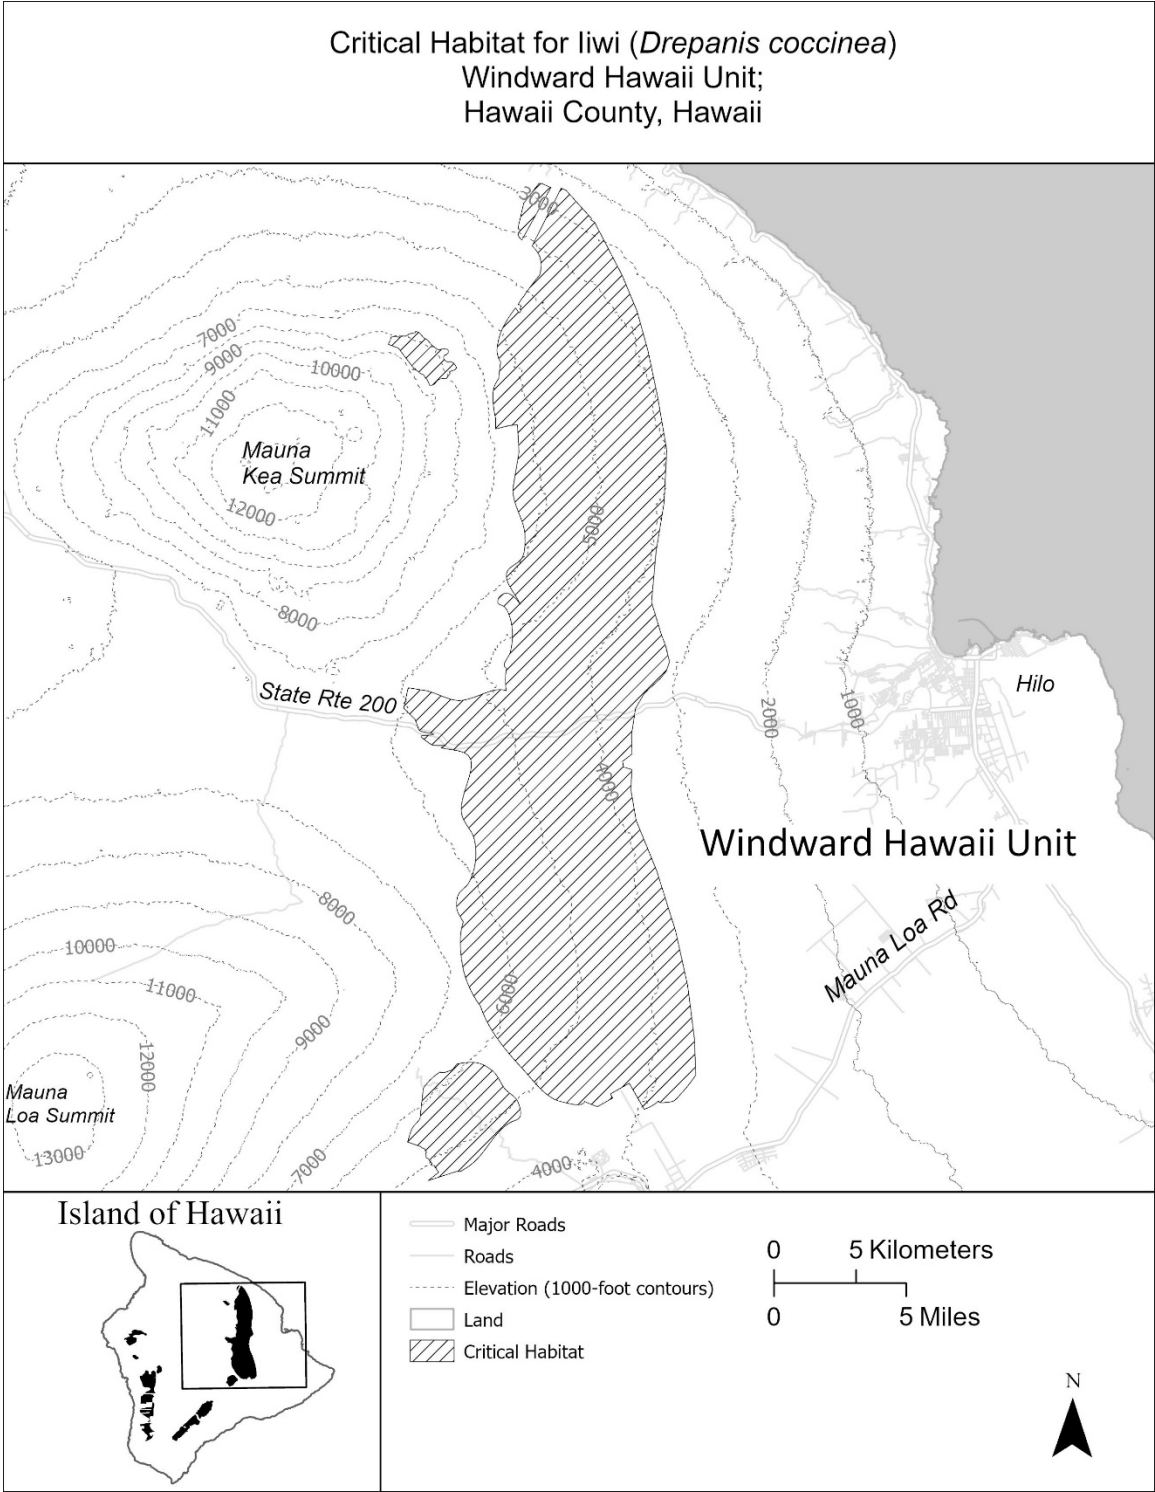 Critical Habitat for Iiwi (Drepanis coccinea)
Windward Hawaii Unit;
Hawaii County, Hawaii
3000
7000
9000
10000
11000
Mauna
Kea Summit
12000
5000
8000
State Rte 200
Hilo
2000
1000
4000
Windward Hawaii Unit
8000
Mauna Loa Rd
10000
11000
6000
9000
12000
Mauna
Loa Summit
13000
7000
4000
Island of Hawaii
Major Roads
Roads
Elevation (1000-foot contours)
Land
Critical Habitat
0 5 Kilometers
0 5 Miles
N